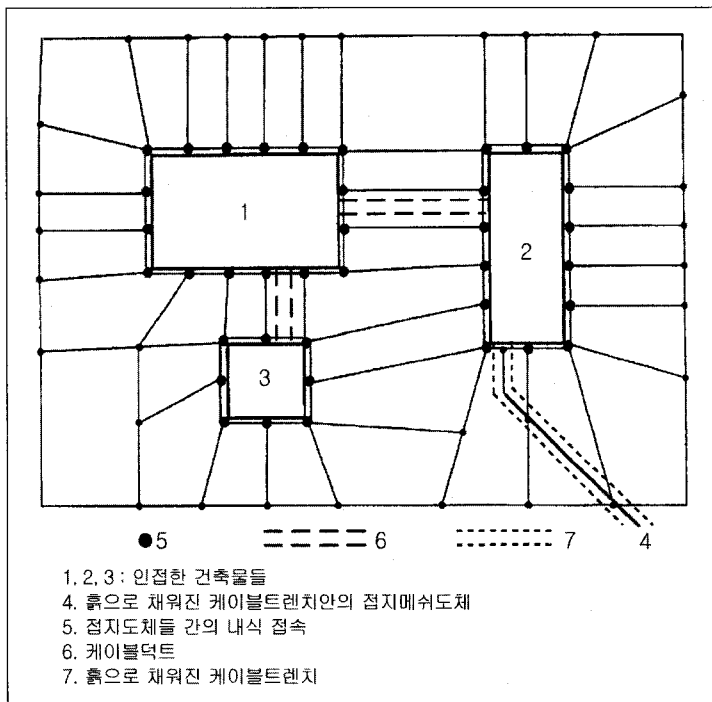 1
2
3
5
6
7
4
1, 2, 3 : 인접한 건축물들
4. 흙으로 채워진 케이블트렌치안의 접지메쉬도체
5. 접지도체들 간의 내식 접속
6. 케이블덕트
7. 흙으로 채워진 케이블트렌치